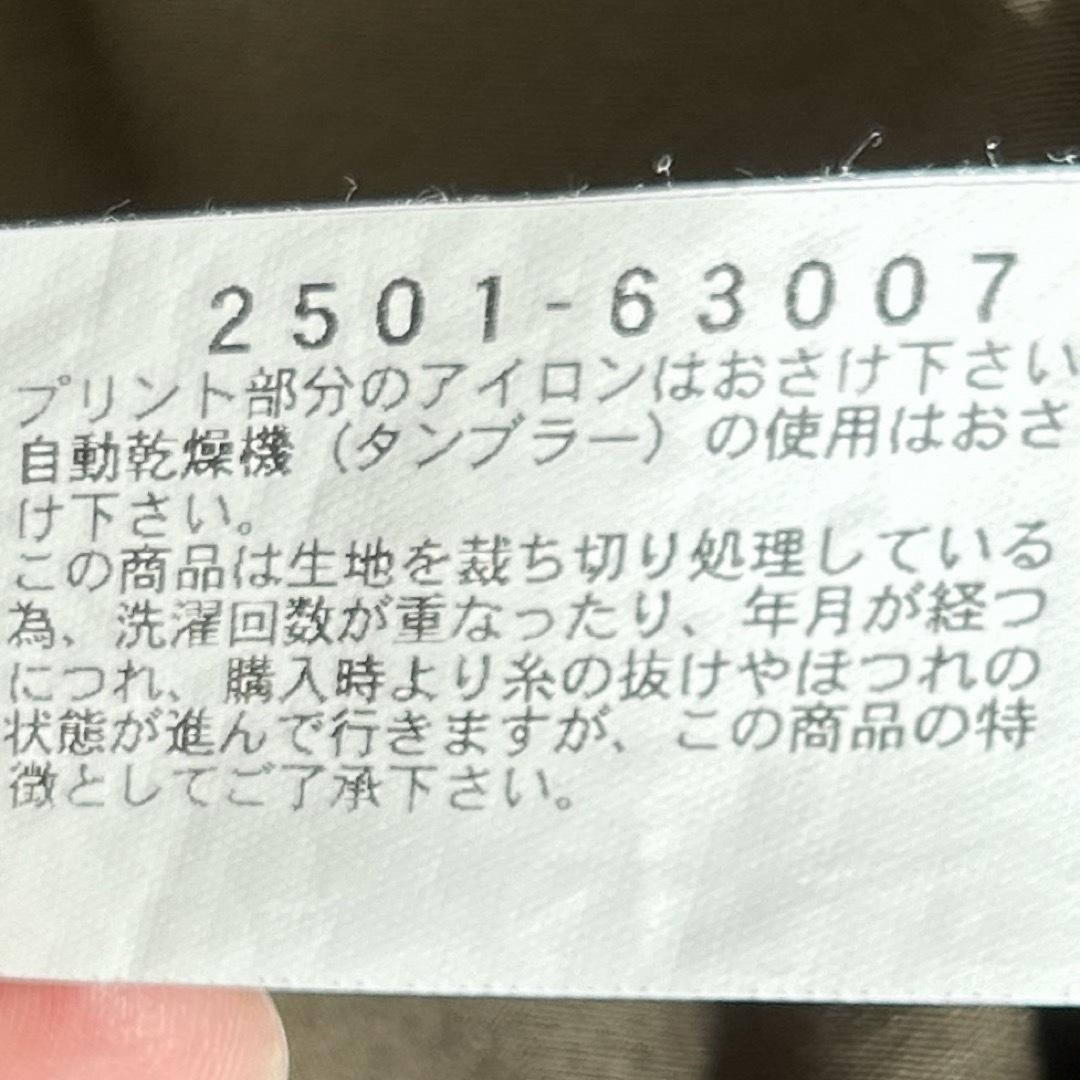 2501-63007
プリント部分のアイロンはおさけ下さい
自動乾燥機（タンブラー）の使用はおさ
け下さい。
この商品は生地を裁ち切り処理している
為、洗濯回数が重なったり、年月が経つ
につれ、購入時より糸の抜けやほつれの
状態が進んで行きますが、この商品の特
徴としてご了承下さい。